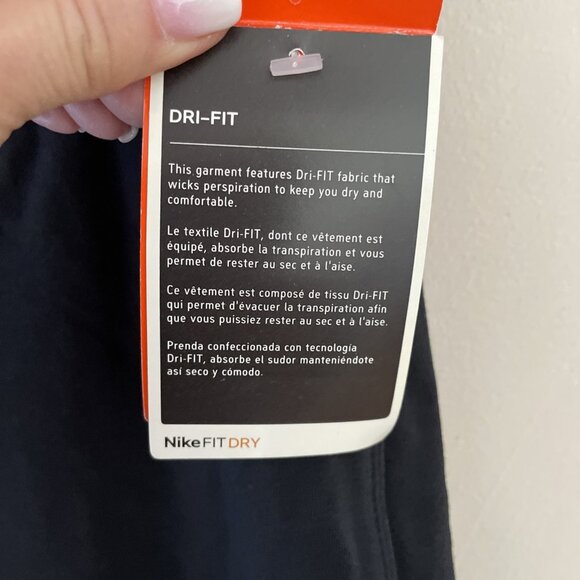 DRI-FIT
This garment features Dri-FIT fabric that
wicks perspiration to keep you dry and
comfortable.
Le textile Dri-FIT, dont ce vêtement est
équipé, absorbe la transpiration et vous
permet de rester au sec et à l'aise.
Ce vêtement est composé de tissu Dri-FIT
qui permet d'évacuer la transpiration afin
que vous puissiez rester au sec et à l'aise.
Prenda confeccionada con tecnología
Dri-FIT, absorbe el sudor manteniéndote
así seco y cómodo.
NikeFITDRY